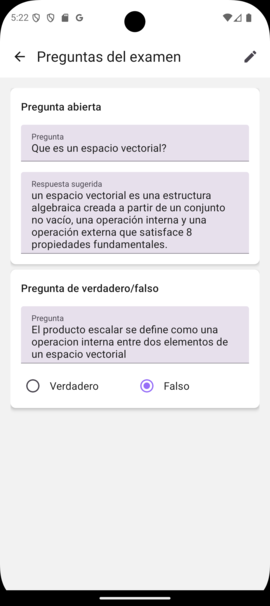 5:22 G
Preguntas del examen
Pregunta abierta
Pregunta
Que es un espacio vectorial?
Respuesta sugerida
un espacio vectorial es una estructura
algebraica creada a partir de un conjunto
no vacío, una operación interna y una
operación externa que satisface 8
propiedades fundamentales.
Pregunta de verdadero/falso
Pregunta
El producto escalar se define como una
operacion interna entre dos elementos de
un espacio vectorial
Verdadero Falso